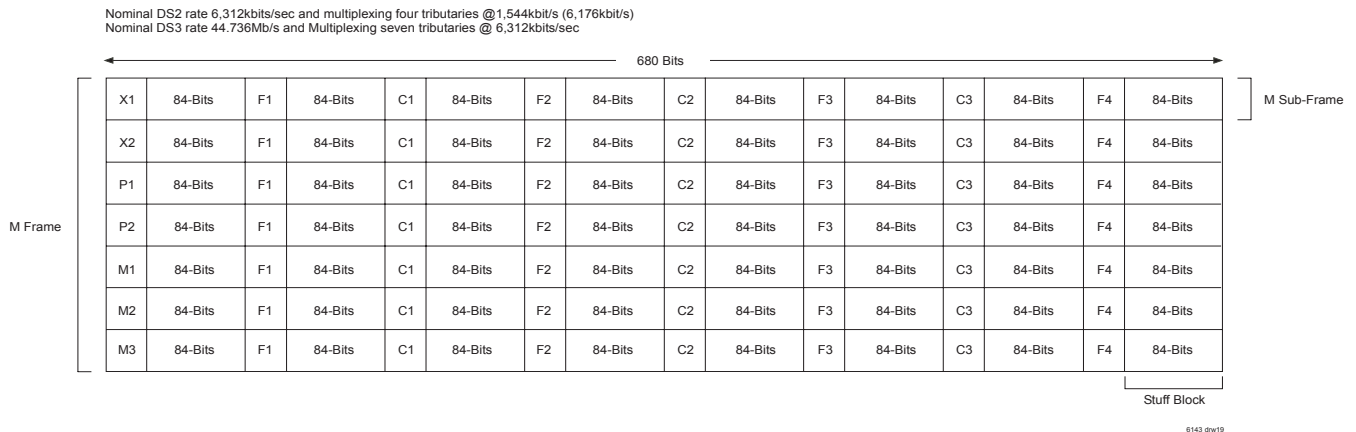 Nominal DS2 rate 6,312kbits/sec and multiplexing four tributaries @1,544kbit/s (6,176kbit/s)
Nominal DS3 rate 44.736Mb/s and Multiplexing seven tributaries @ 6,312kbits/sec
680 Bits
X1 84-Bits F1 84-Bits C1 84-Bits F2 84-Bits C2 84-Bits F3 84-Bits C3 84-Bits F4 84-Bits M Sub-Frame
X2 84-Bits F1 84-Bits C1 84-Bits F2 84-Bits C2 84-Bits F3 84-Bits C3 84-Bits F4 84-Bits
P1 84-Bits F1 84-Bits C1 84-Bits F2 84-Bits C2 84-Bits F3 84-Bits C3 84-Bits F4 84-Bits
M Frame P2 84-Bits F1 84-Bits C1 84-Bits F2 84-Bits C2 84-Bits F3 84-Bits C3 84-Bits F4 84-Bits
M1 84-Bits F1 84-Bits C1 84-Bits F2 84-Bits C2 84-Bits F3 84-Bits C3 84-Bits F4 84-Bits
M2 84-Bits F1 84-Bits C1 84-Bits F2 84-Bits C2 84-Bits F3 84-Bits C3 84-Bits F4 84-Bits
M3 84-Bits F1 84-Bits C1 84-Bits F2 84-Bits C2 84-Bits F3 84-Bits C3 84-Bits F4 84-Bits
Stuff Block
6143 drw19